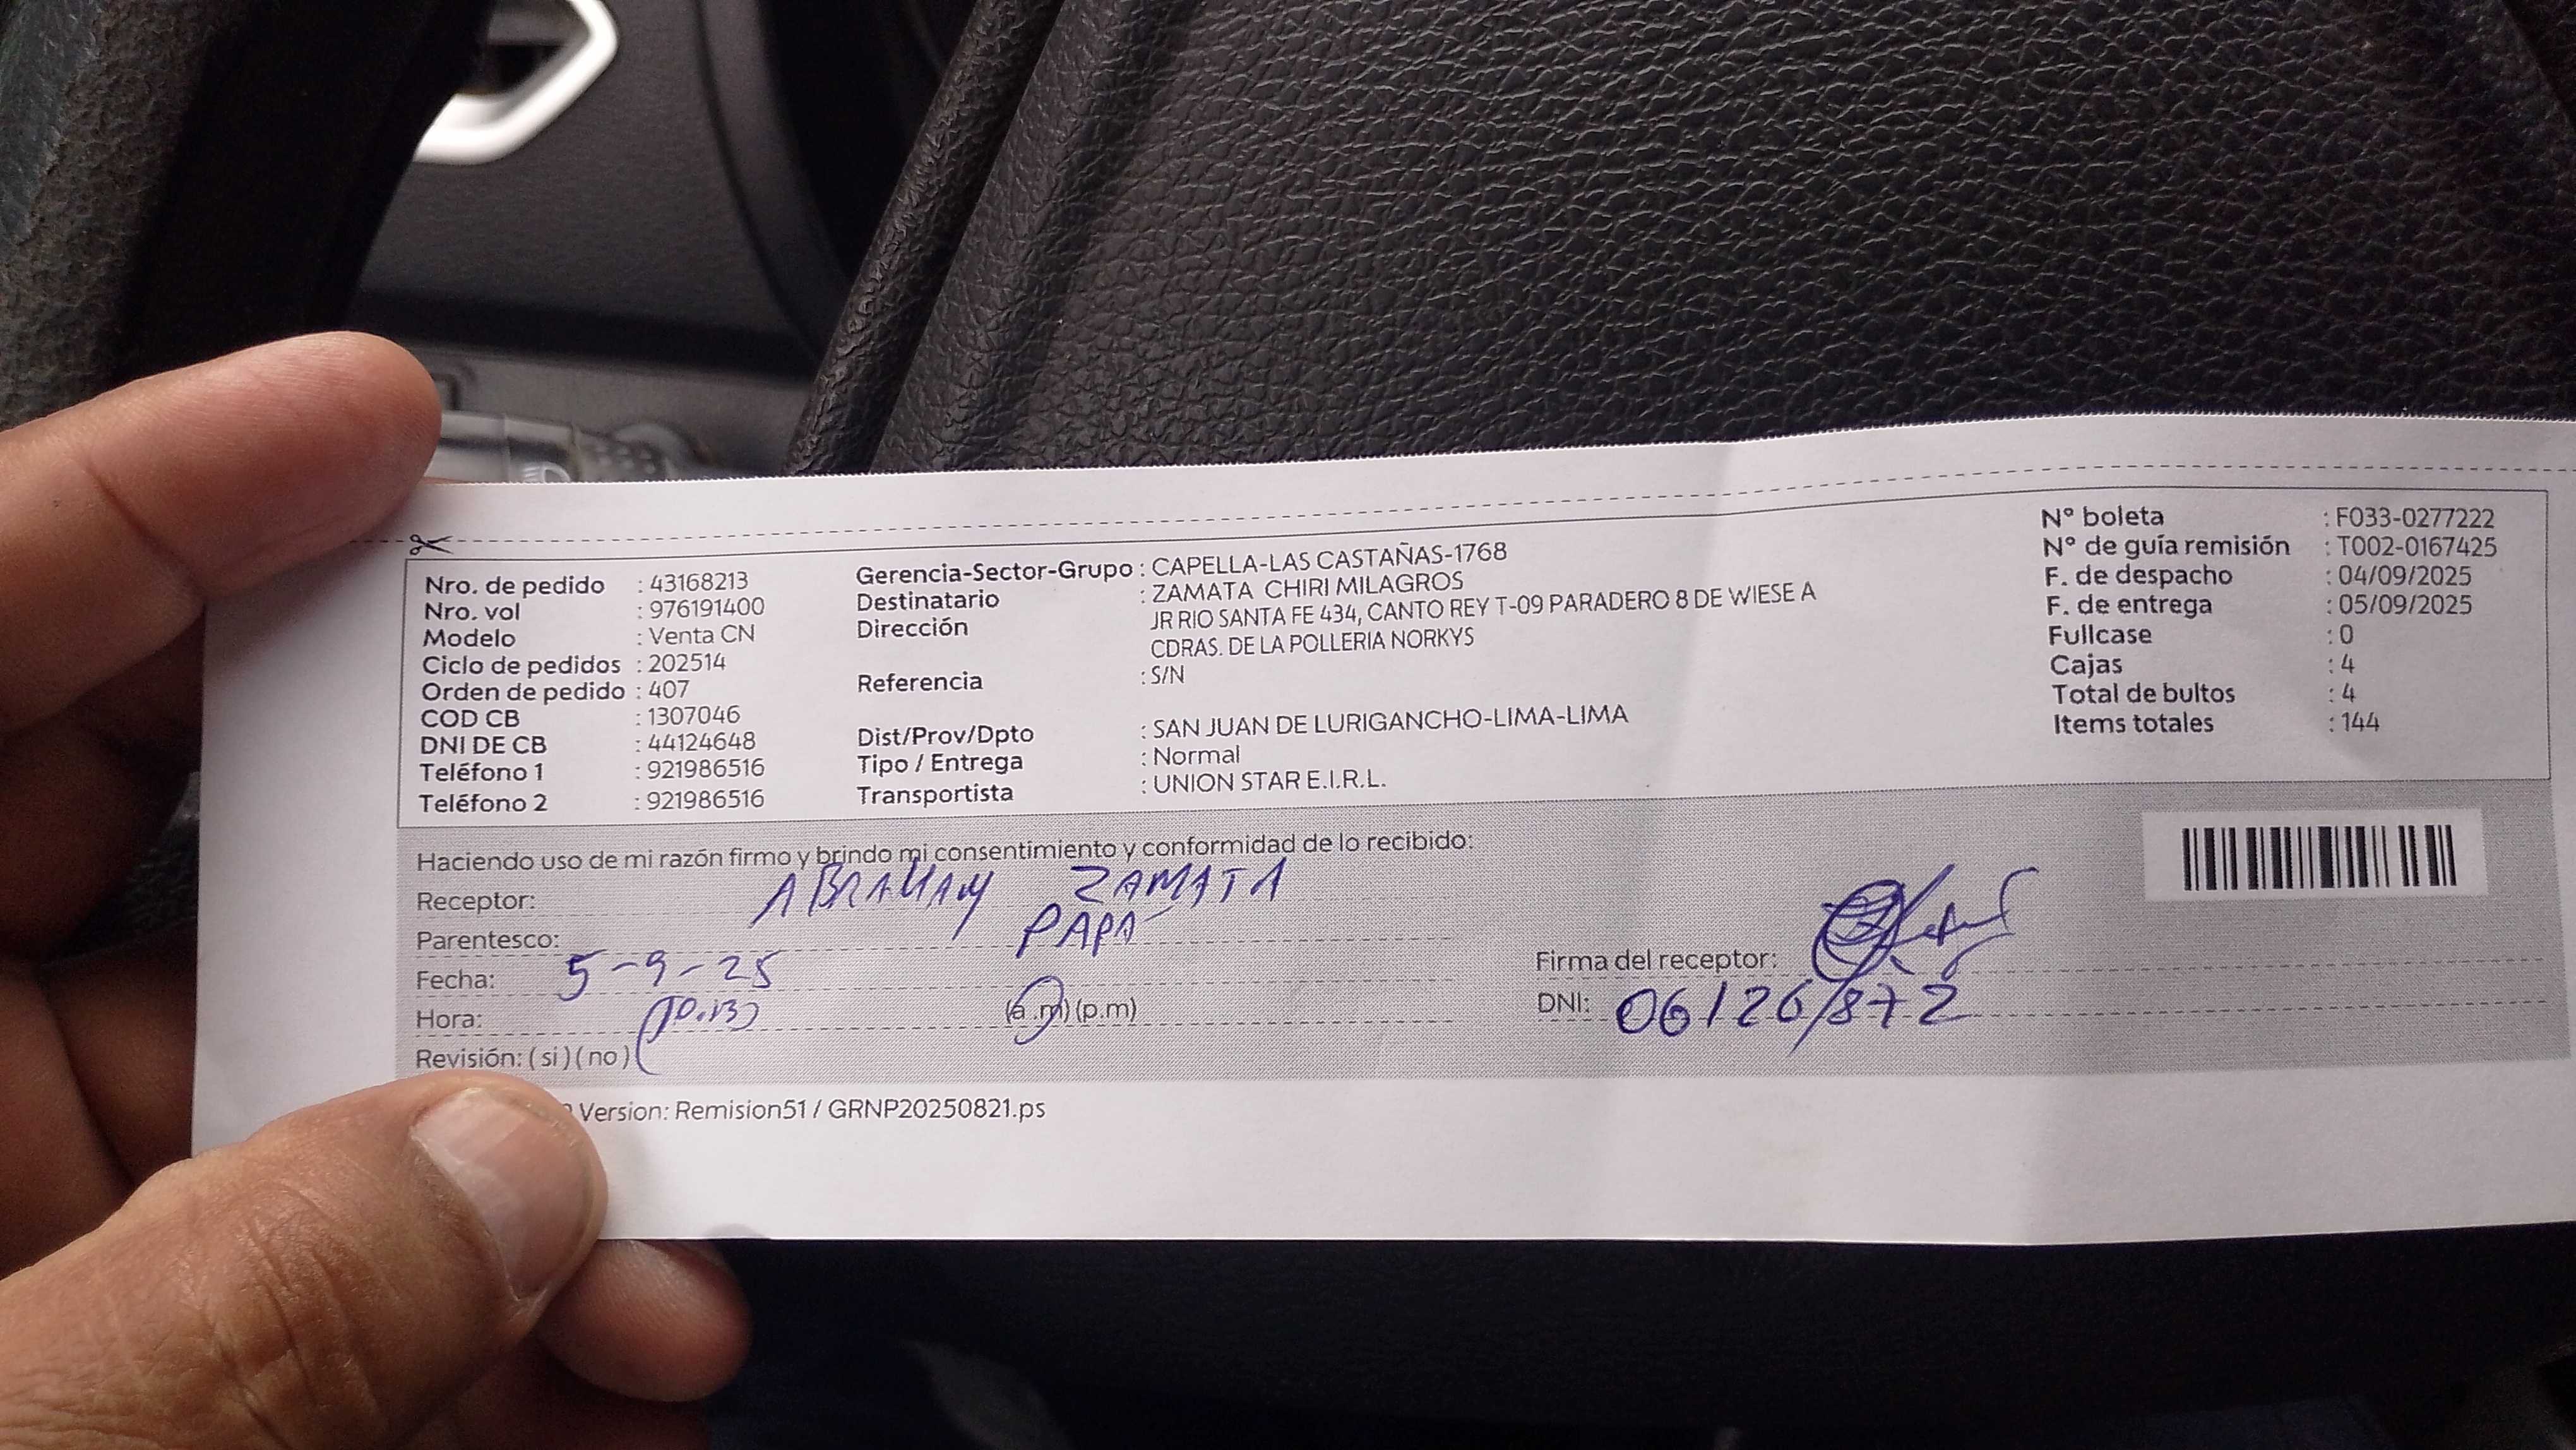 Nro. de pedido : 43168213
Nro. vol : 976191400
Modelo : Venta CN
Ciclo de pedidos : 202514
Orden de pedido : 407
COD CB : 1307046
DNI DE CB : 44124648
Teléfono 1 : 921986516
Teléfono 2 : 921986516
Gerencia-Sector-Grupo : CAPELLA-LAS CASTAÑAS-1768
Destinatario : ZAMATA CHIRI MILAGROS
Dirección JR RIO SANTA FE 434, CANTO REY T-09 PARADERO 8 DE WIESE A
CDRAS. DE LA POLLERIA NORKYS
Referencia : S/N
Dist/Prov/Dpto : SAN JUAN DE LURIGANCHO-LIMA-LIMA
Tipo / Entrega : Normal
Transportista : UNION STAR E.I.R.L.
N° boleta : F033-0277222
N° de guía remisión : T002-0167425
F. de despacho : 04/09/2025
F. de entrega : 05/09/2025
Fullcase : 0
Cajas : 4
Total de bultos : 4
Items totales : 144
Haciendo uso de mi razón firmo y brindo mi consentimiento y conformidad de lo recibido:
Receptor: ABRAHAM ZAMATA
Parentesco: PAPA
Fecha: 5-9-25
Hora: (a.m) (p.m)
Revisión: ( si ) ( no )
Firma del receptor:
DNI:
Version: Remision51 / GRNP20250821.ps